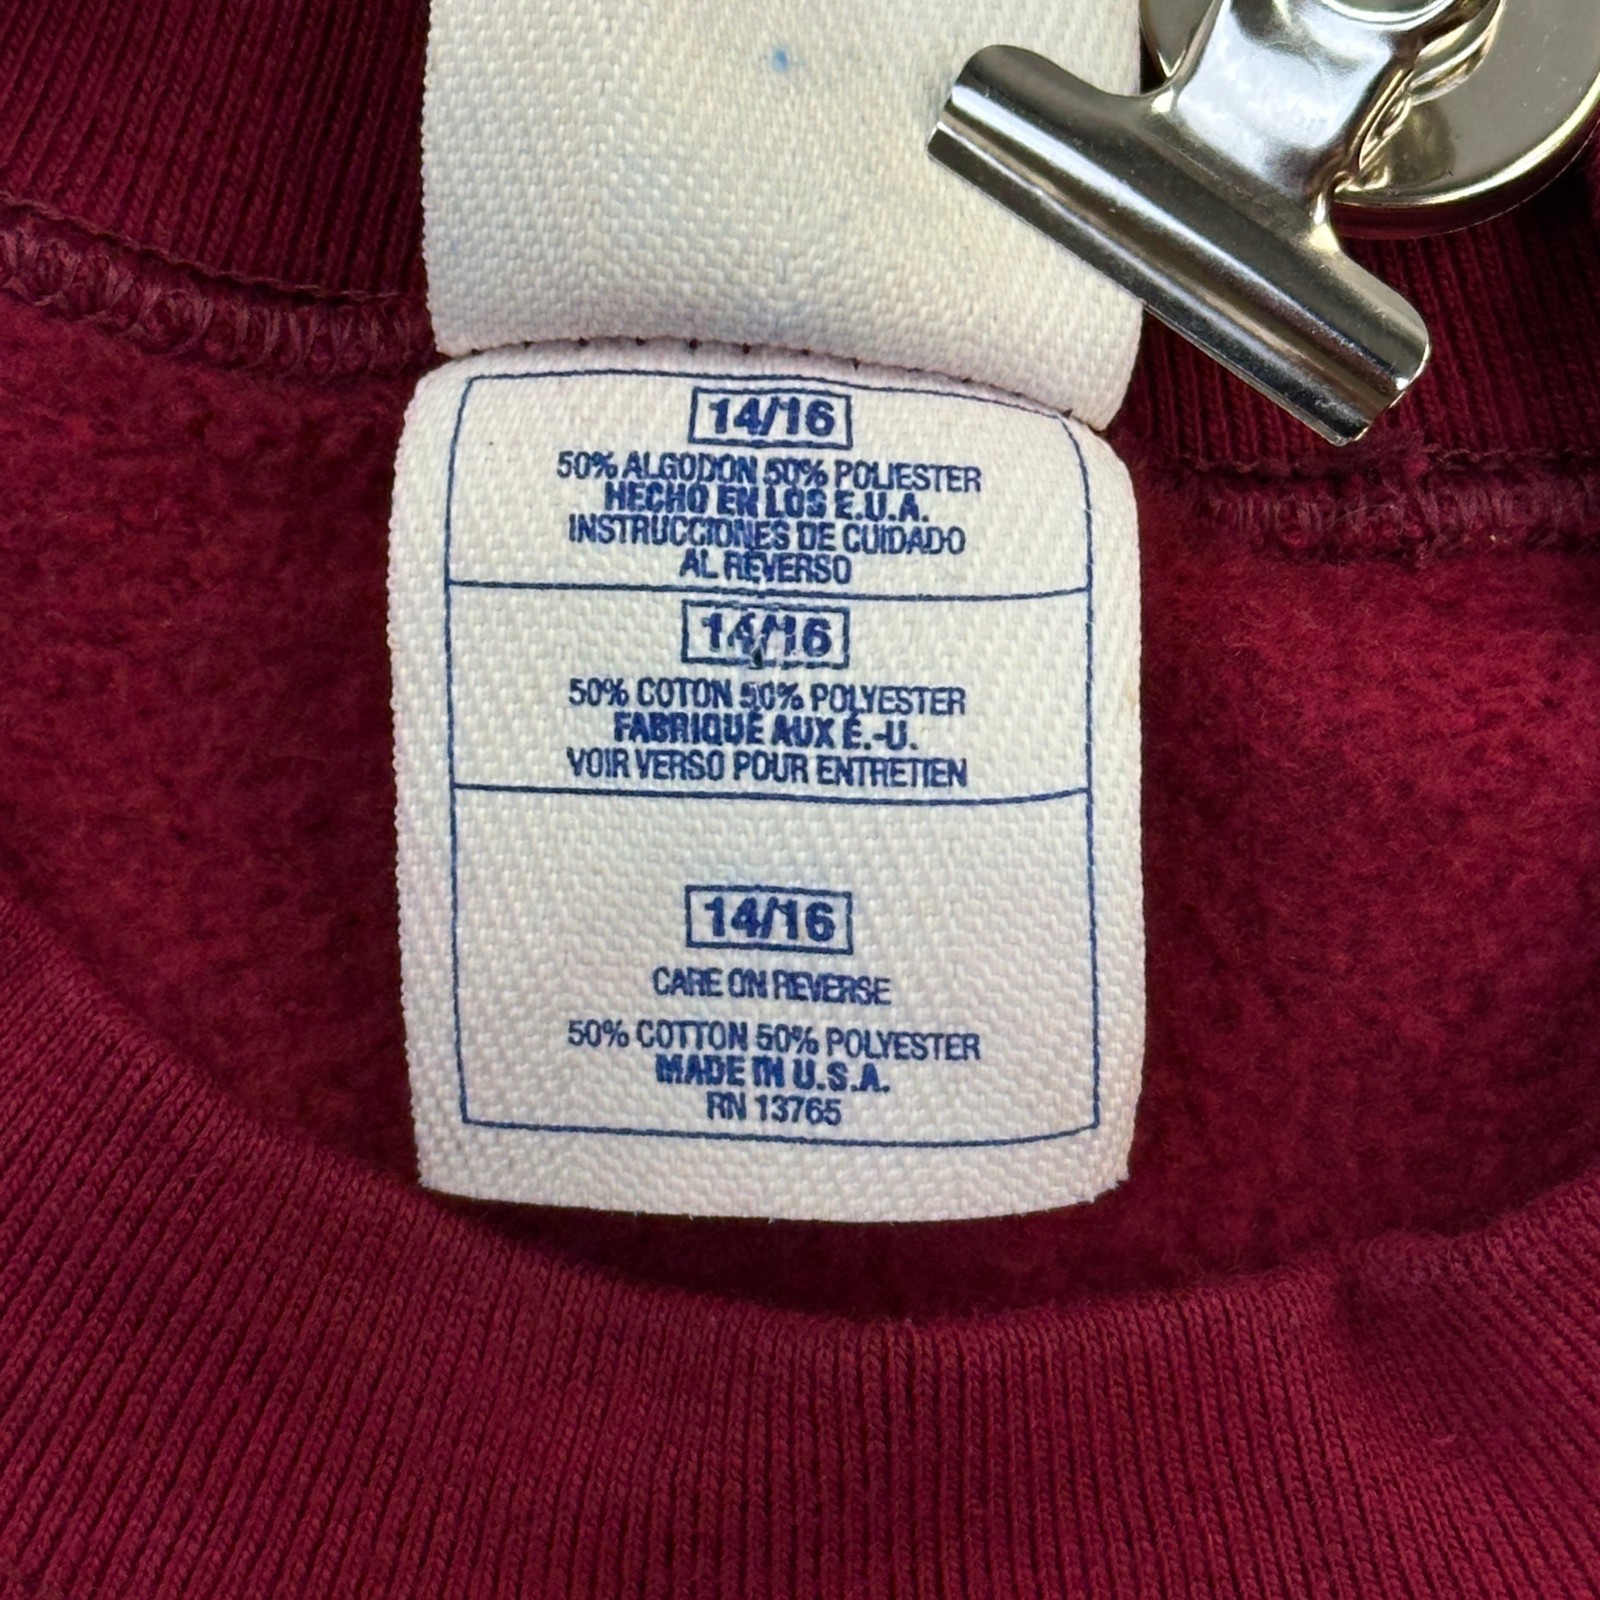 14/16
50% ALGODON 50% POLIESTER
HECHO EN LOS E.U.A.
INSTRUCCIONES DE CUIDADO
AL REVERSO
14/16
50% COTON 50% POLYESTER
FABRIQUÉ AUX É.-U.
VOIR VERSO POUR ENTRETIEN
14/16
CARE ON REVERSE
50% COTTON 50% POLYESTER
MADE IN U.S.A.
RN 13765